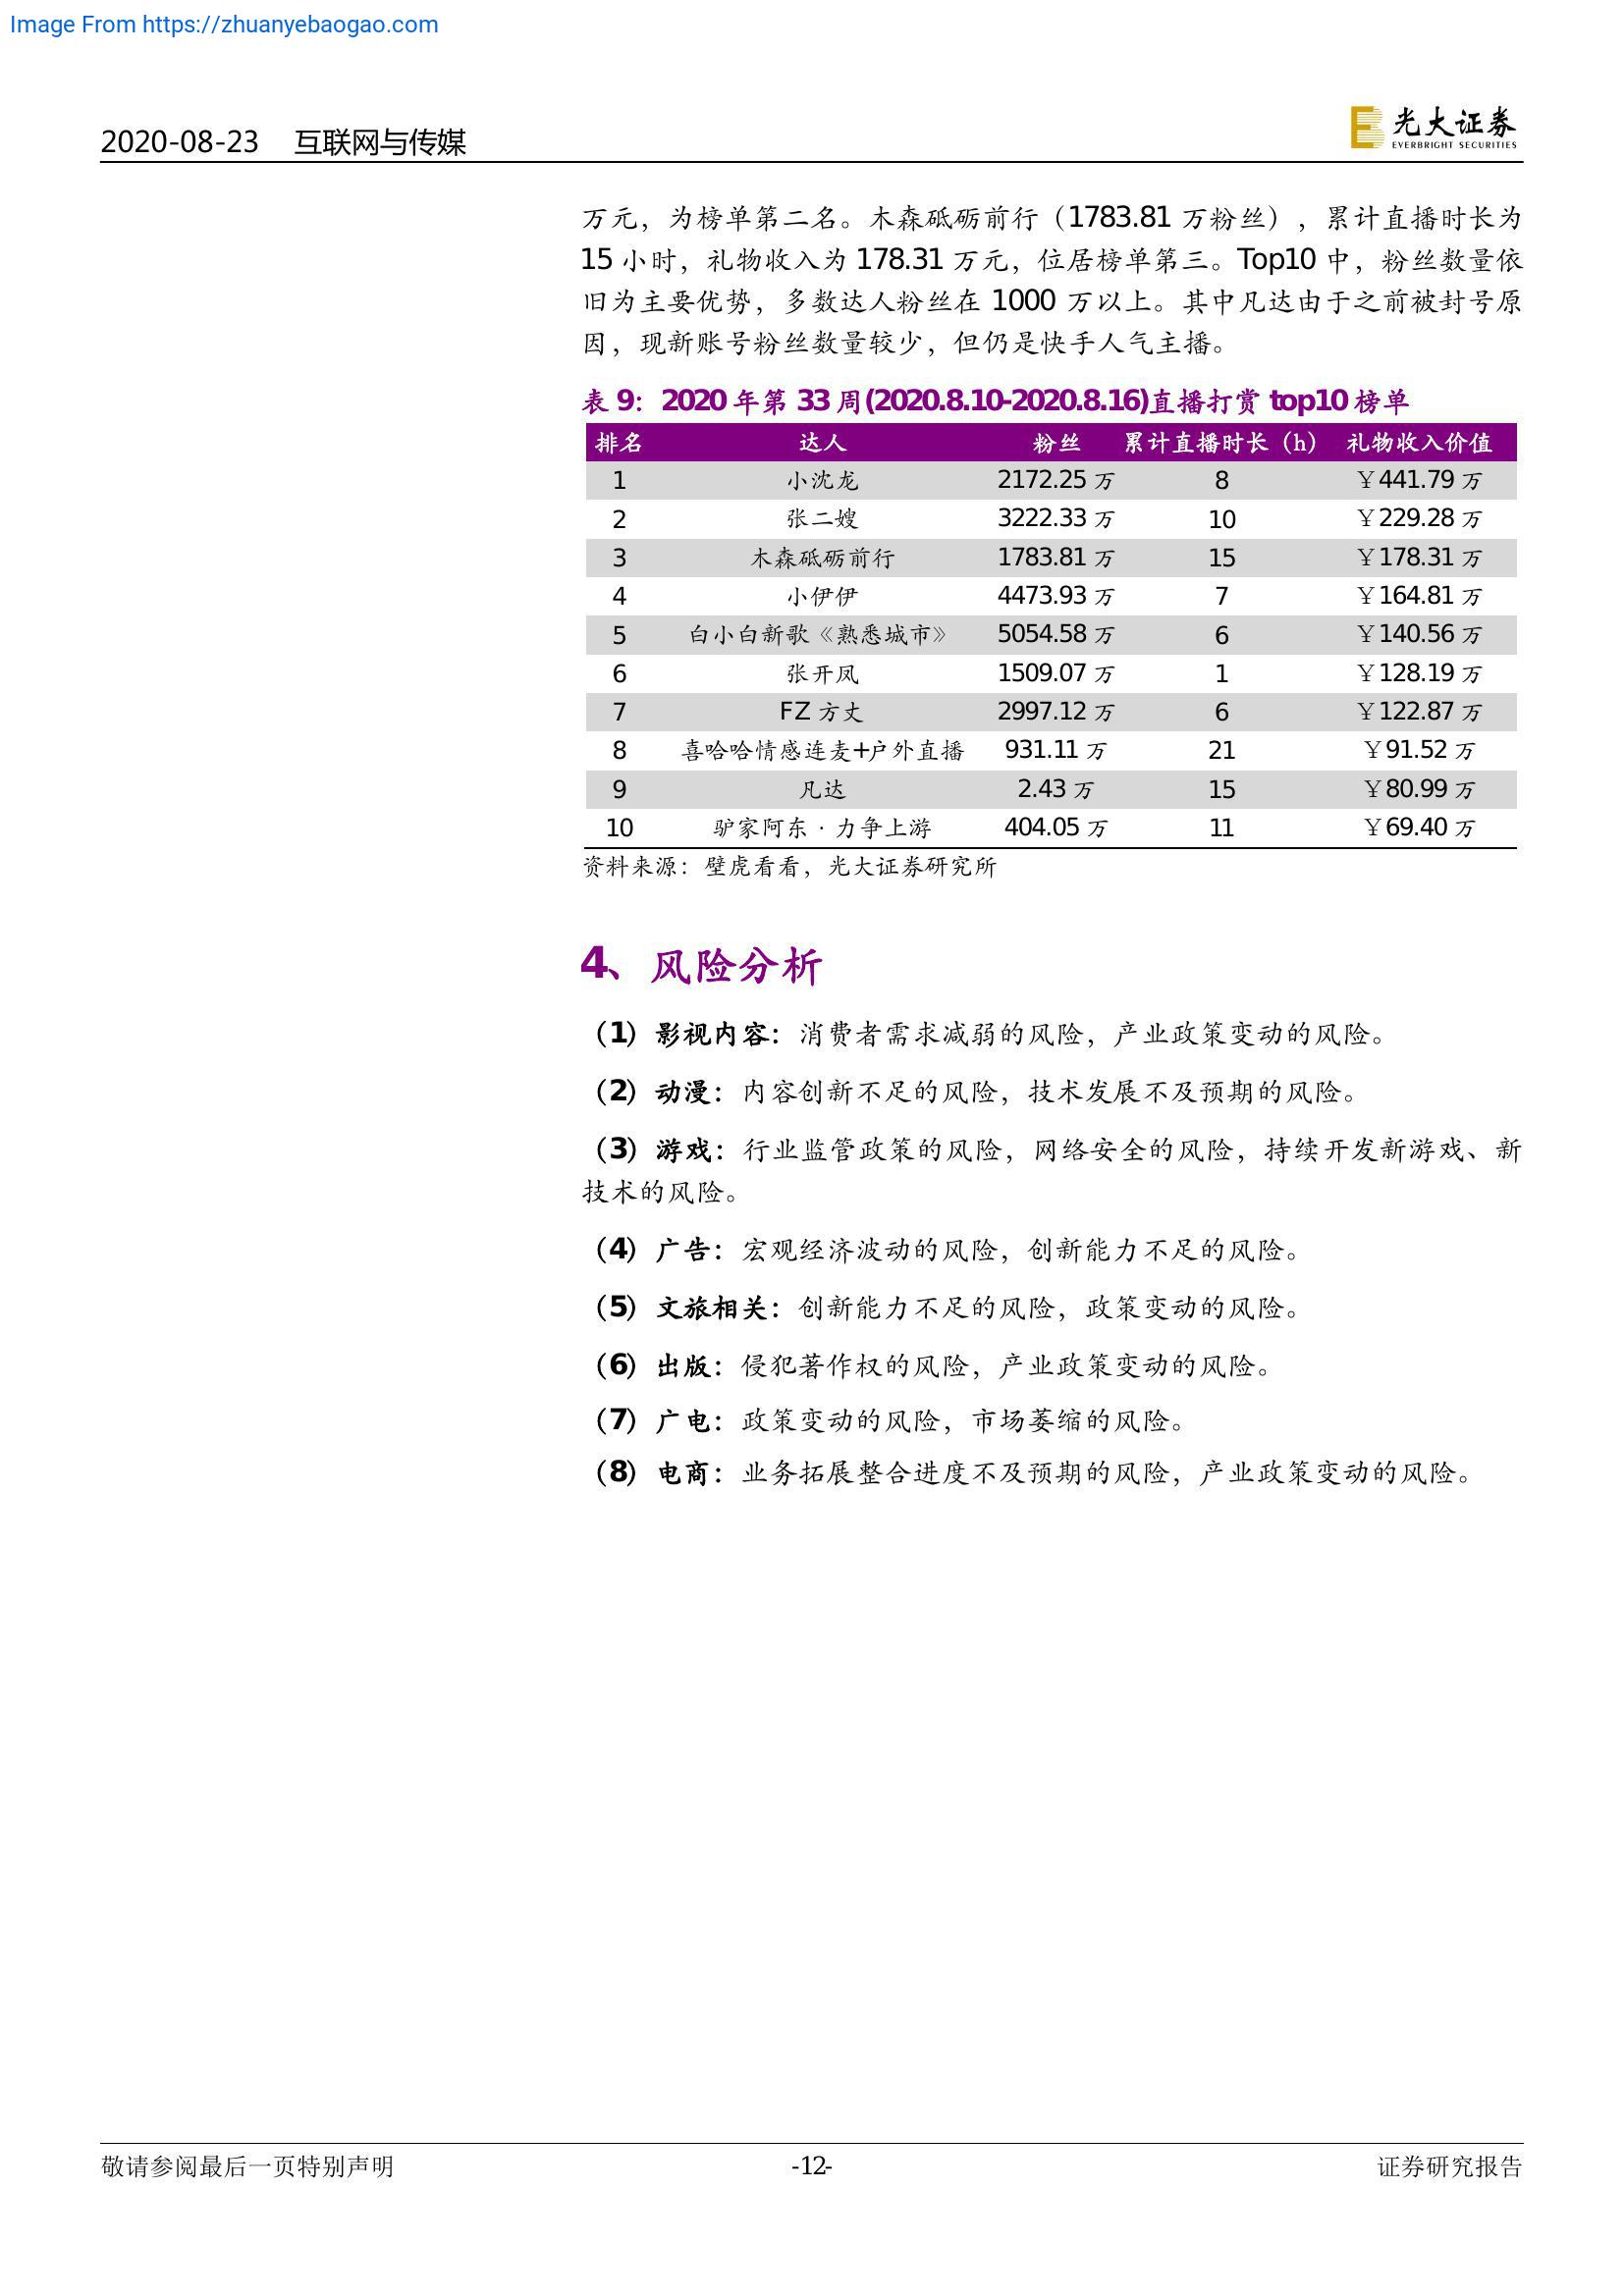 Image From https://zhuanyebaogao.com
2020-08-23 互联网与传媒
光大证券
EVERBRIGHT SECURITIES
万元，为榜单第二名。木森砥砺前行（1783.81 万粉丝），累计直播时长为
15 小时，礼物收入为 178.31 万元，位居榜单第三。Top10 中，粉丝数量依
旧为主要优势，多数达人粉丝在 1000 万以上。其中凡达由于之前被封号原
因，现新账号粉丝数量较少，但仍是快手人气主播。
表 9：2020 年第 33 周(2020.8.10-2020.8.16)直播打赏 top10 榜单
排名 达人 粉丝 累计直播时长（h） 礼物收入价值
1 小沈龙 2172.25 万 8 ￥441.79 万
2 张二嫂 3222.33 万 10 ￥229.28 万
3 木森砥砺前行 1783.81 万 15 ￥178.31 万
4 小伊伊 4473.93 万 7 ￥164.81 万
5 白小白新歌《熟悉城市》 5054.58 万 6 ￥140.56 万
6 张开凤 1509.07 万 1 ￥128.19 万
7 FZ 方丈 2997.12 万 6 ￥122.87 万
8 喜哈哈情感连麦+户外直播 931.11 万 21 ￥91.52 万
9 凡达 2.43 万 15 ￥80.99 万
10 驴家阿东·力争上游 404.05 万 11 ￥69.40 万
资料来源：壁虎看看，光大证券研究所
4、风险分析
（1）影视内容：消费者需求减弱的风险，产业政策变动的风险。
（2）动漫：内容创新不足的风险，技术发展不及预期的风险。
（3）游戏：行业监管政策的风险，网络安全的风险，持续开发新游戏、新
技术的风险。
（4）广告：宏观经济波动的风险，创新能力不足的风险。
（5）文旅相关：创新能力不足的风险，政策变动的风险。
（6）出版：侵犯著作权的风险，产业政策变动的风险。
（7）广电：政策变动的风险，市场萎缩的风险。
（8）电商：业务拓展整合进度不及预期的风险，产业政策变动的风险。
敬请参阅最后一页特别声明 -12- 证券研究报告